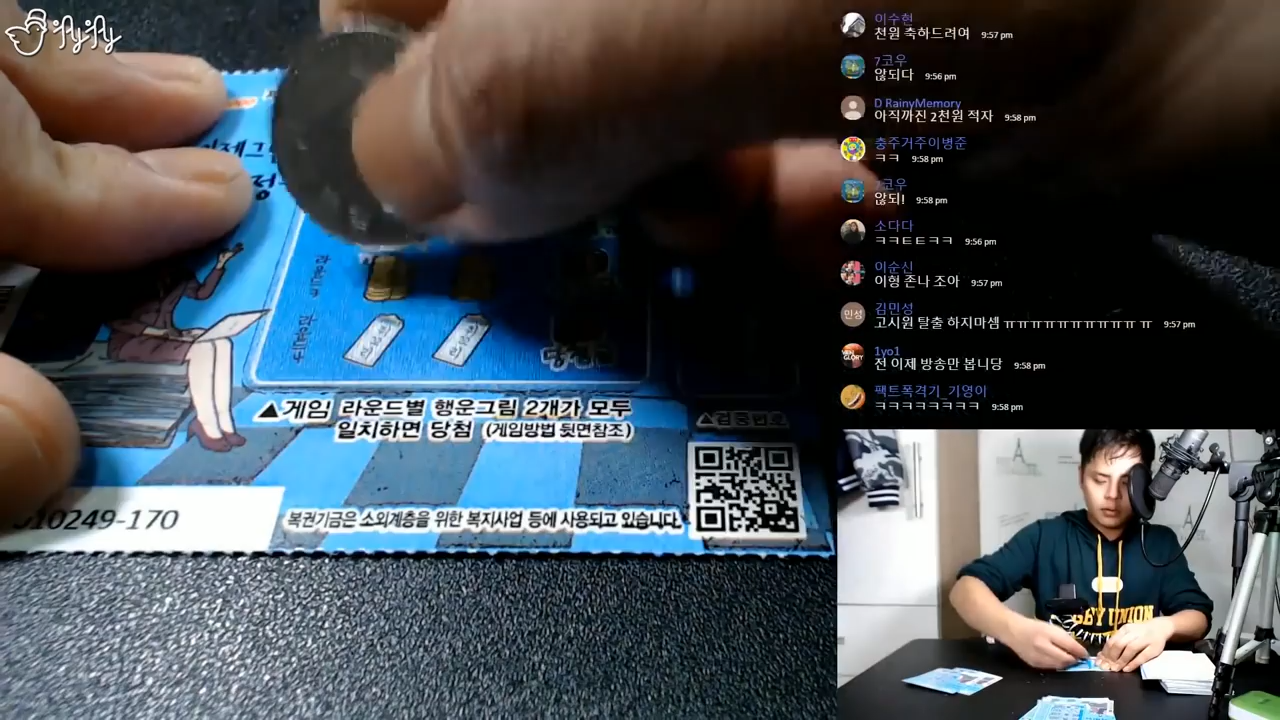 이수현
천원 축하드려여 9:57 pm
7코우
않되다 9:56 pm
D RainyMemory
아직까진 2천원 적자 9:58 pm
충주거주이병준
ㅋㅋ 9:58 pm
7코우
않되! 9:58 pm
소다다
ㅋㅋㅌㅌㅋㅋ 9:56 pm
이순신
이형 존나 조아 9:57 pm
인성
김민성
고시원 탈출 하지마셈 ㅠㅠㅠㅠㅠㅠㅠㅠㅠㅠ ㅠ 9:57 pm
1yo1
전 이제 방송만 봅니당 9:58 pm
팩트폭격기_기영이
ㅋㅋㅋㅋㅋㅋㅋㅋ 9:58 pm
▲게임 라운드별 행운그림 2개가 모두
일치하면 당첨 (게임방법 뒷면참조)
10249-170
복권기금은 소외계층을 위한 복지사업 등에 사용되고 있습니다.
UNION